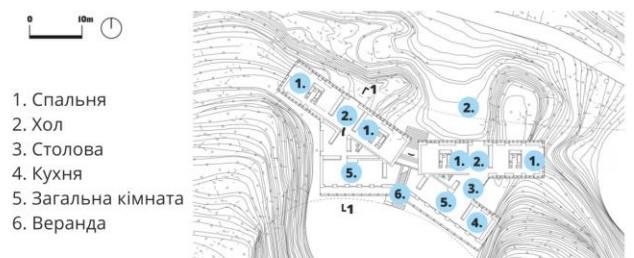 0 10m
1. Спальня
2. Хол
3. Столова
4. Кухня
5. Загальна кімната
6. Веранда
1.
1
2.
2.
1.
1. 2. 1.
5.
3.
6.
5.
4.
1